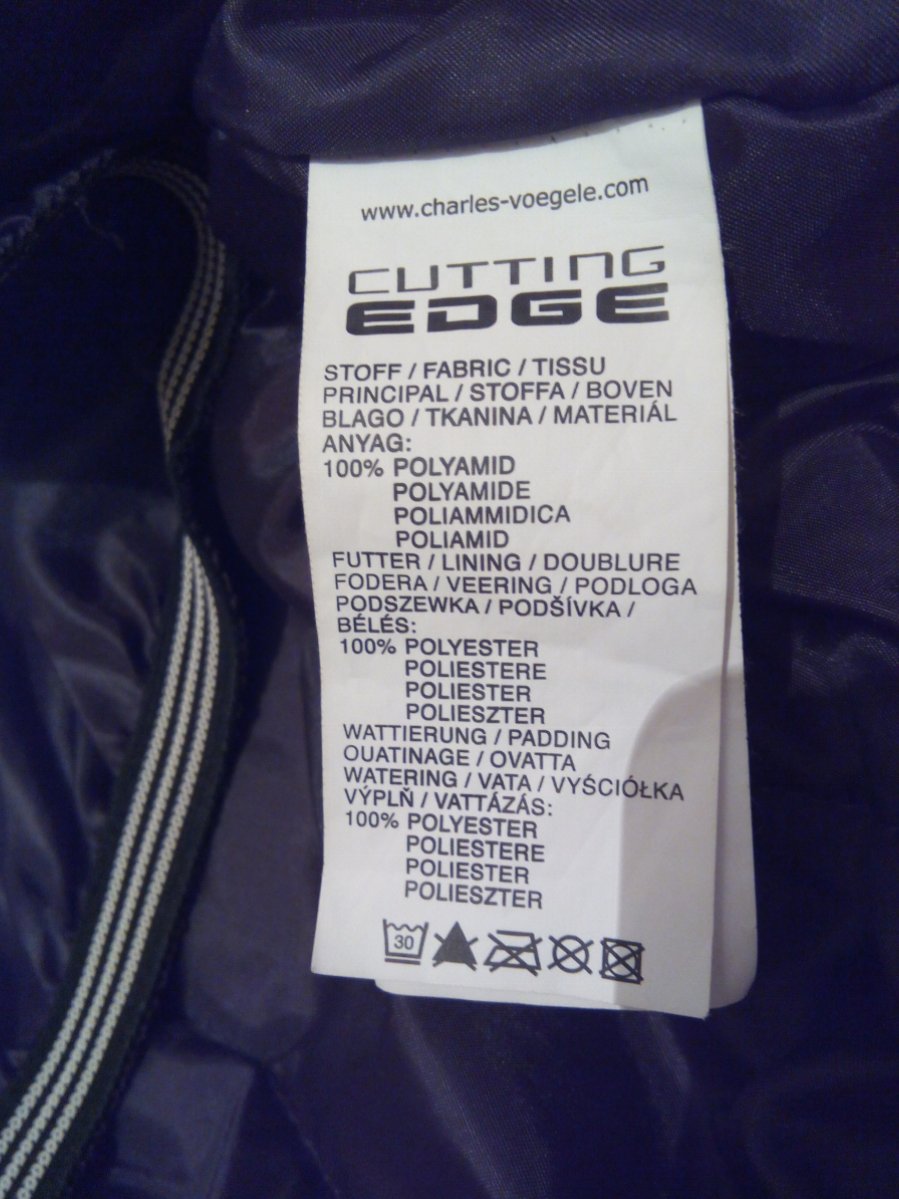 www.charles-voegele.com
CUTTING
EDGE
STOFF / FABRIC / TISSU
PRINCIPAL / STOFFA / BOVEN
BLAGO / TKANINA / MATERIÁL
ANYAG:
100% POLYAMID
POLYAMIDE
POLIAMMIDICA
POLIAMID
FUTTER / LINING / DOUBLURE
FODERA / VEERING / PODLOGA
PODSZEWKA / PODŠÍVKA /
BÉLÉS:
100% POLYESTER
POLIESTERE
POLIESTER
POLIESZTER
WATTIERUNG / PADDING
OUATINAGE / OVATTA
WATERING / VATA / VYŚCIÓŁKA
VÝPLŇ / VATTÁZÁS:
100% POLYESTER
POLIESTERE
POLIESTER
POLIESZTER
30